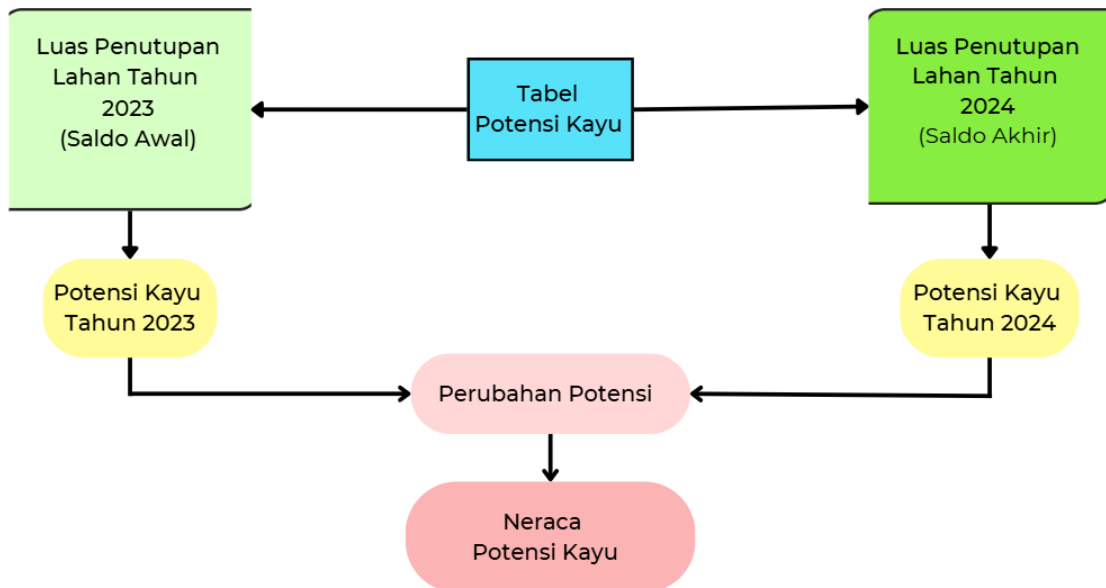 Luas Penutupan
Lahan Tahun
2023
(Saldo Awal)
Tabel
Potensi Kayu
Luas Penutupan
Lahan Tahun
2024
(Saldo Akhir)
Potensi Kayu
Tahun 2023
Potensi Kayu
Tahun 2024
Perubahan Potensi
Neraca
Potensi Kayu